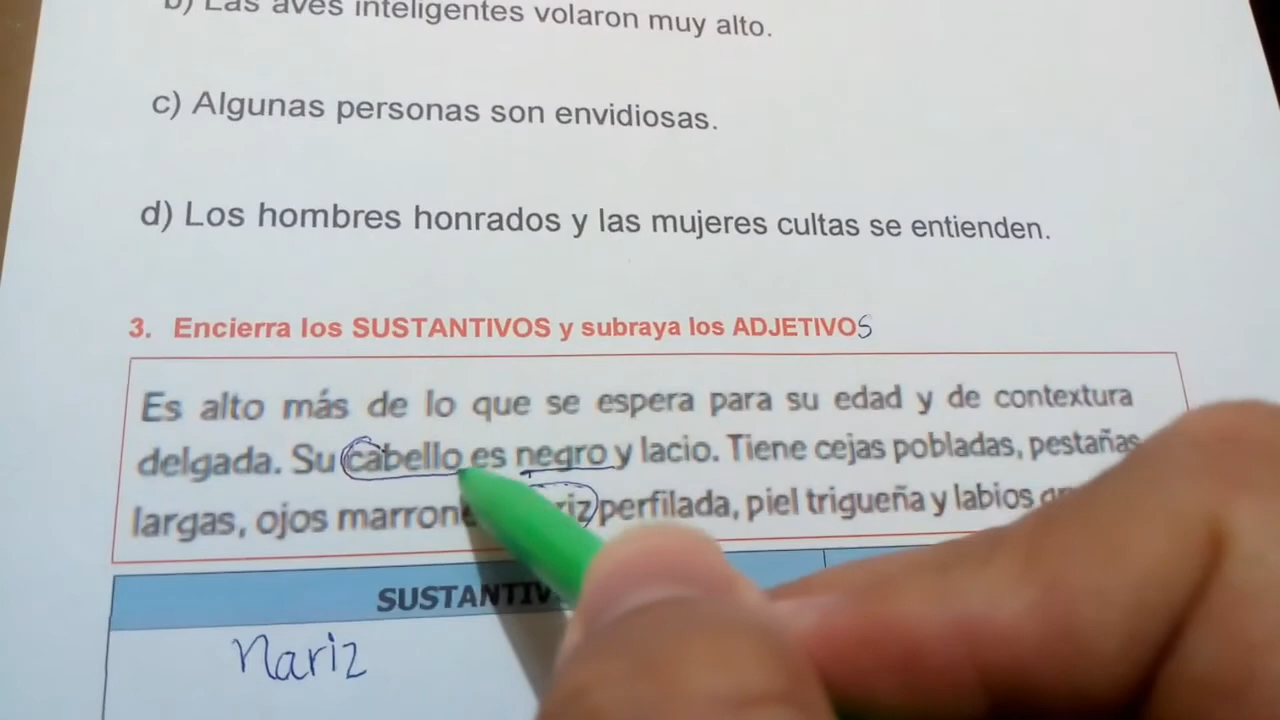 b) Las aves inteligentes volaron muy alto.
c) Algunas personas son envidiosas.
d) Los hombres honrados y las mujeres cultas se entienden.
3. Encierra los SUSTANTIVOS y subraya los ADJETIVOS
Es alto más de lo que se espera para su edad y de contextura
delgada. Su cabello es negro y lacio. Tiene cejas pobladas, pestañas
largas, ojos perfilada, piel trigueña y labios
Nariz